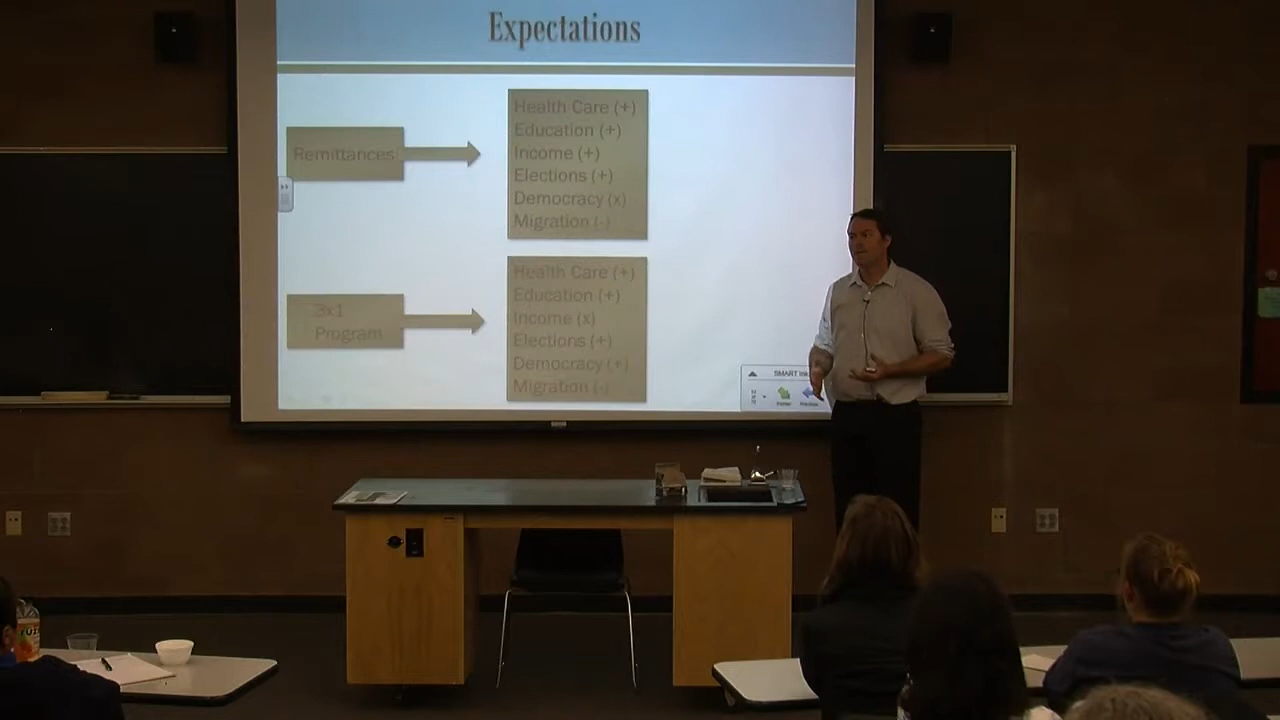 Expectations
Remittances
Health Care (+)
Education (+)
Income (+)
Elections (+)
Democracy (x)
Migration (-)
3x1
Program
Health Care (+)
Education (+)
Income (x)
Elections (+)
Democracy (+)
Migration (-)
SMART Ink